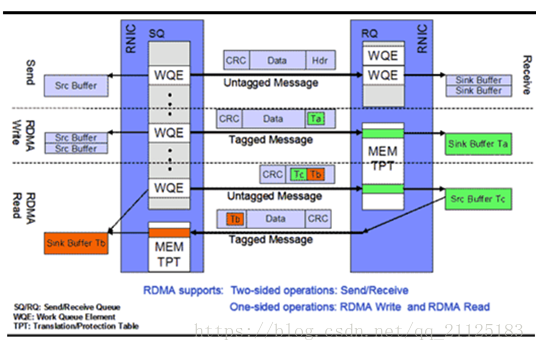 RNIC
SQ
RQ
RNIC
Send
Src Buffer
WQE
CRC Data Hdr
Untagged Message
WQE
WQE
Sink Buffer
Sink Buffer
Receive
RDMA
Write
Src Buffer
Src Buffer
WQE
CRC Data Ta
Tagged Message
MEM
TPT
Sink Buffer Ta
RDMA
Read
WQE
CRC Tc Tb
Untagged Message
Src Buffer Tc
Sink Buffer Tb
MEM
TPT
Tb Data CRC
Tagged Message
RDMA supports: Two-sided operations: Send/Receive
One-sided operations: RDMA Write and RDMA Read
SQ/RQ: Send/Receive Queue
WQE: Work Queue Element
TPT: Translation/Protection Table
https://blog.csdn.net/qq_21125183